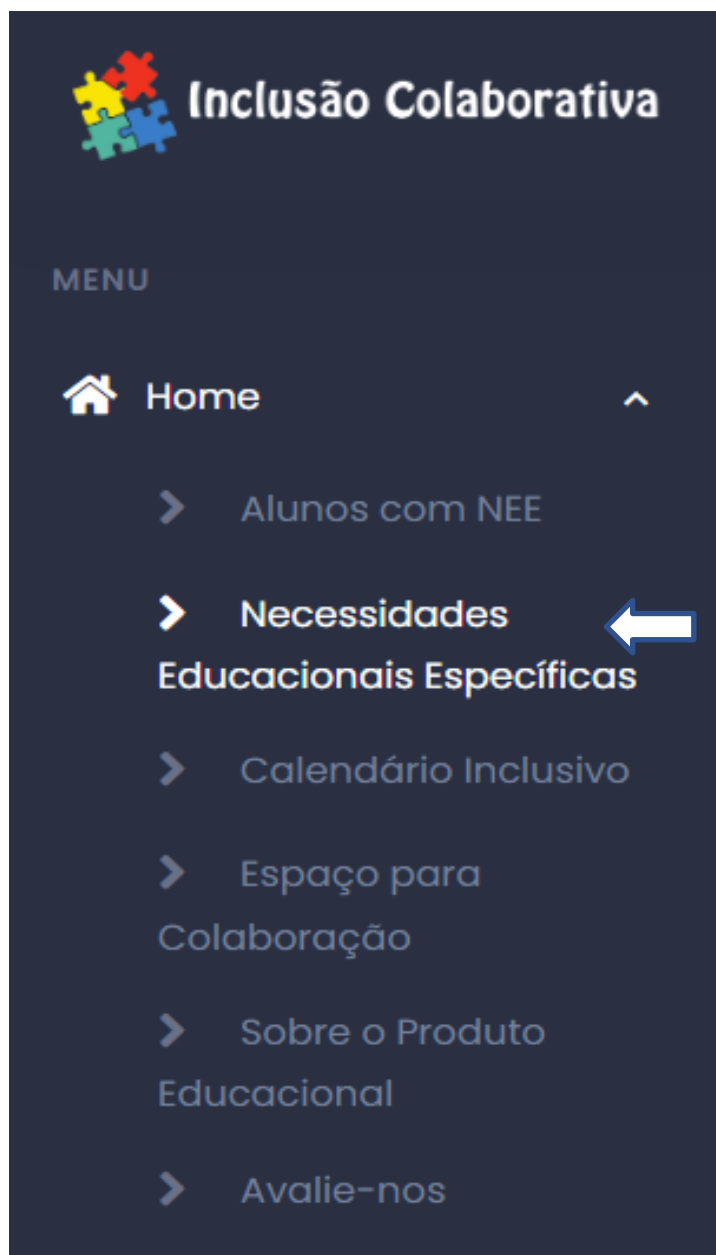 Inclusão Colaborativa
MENU
Home
Alunos com NEE
Necessidades
Educacionais Específicas
Calendário Inclusivo
Espaço para
Colaboração
Sobre o Produto
Educacional
Avalie-nos